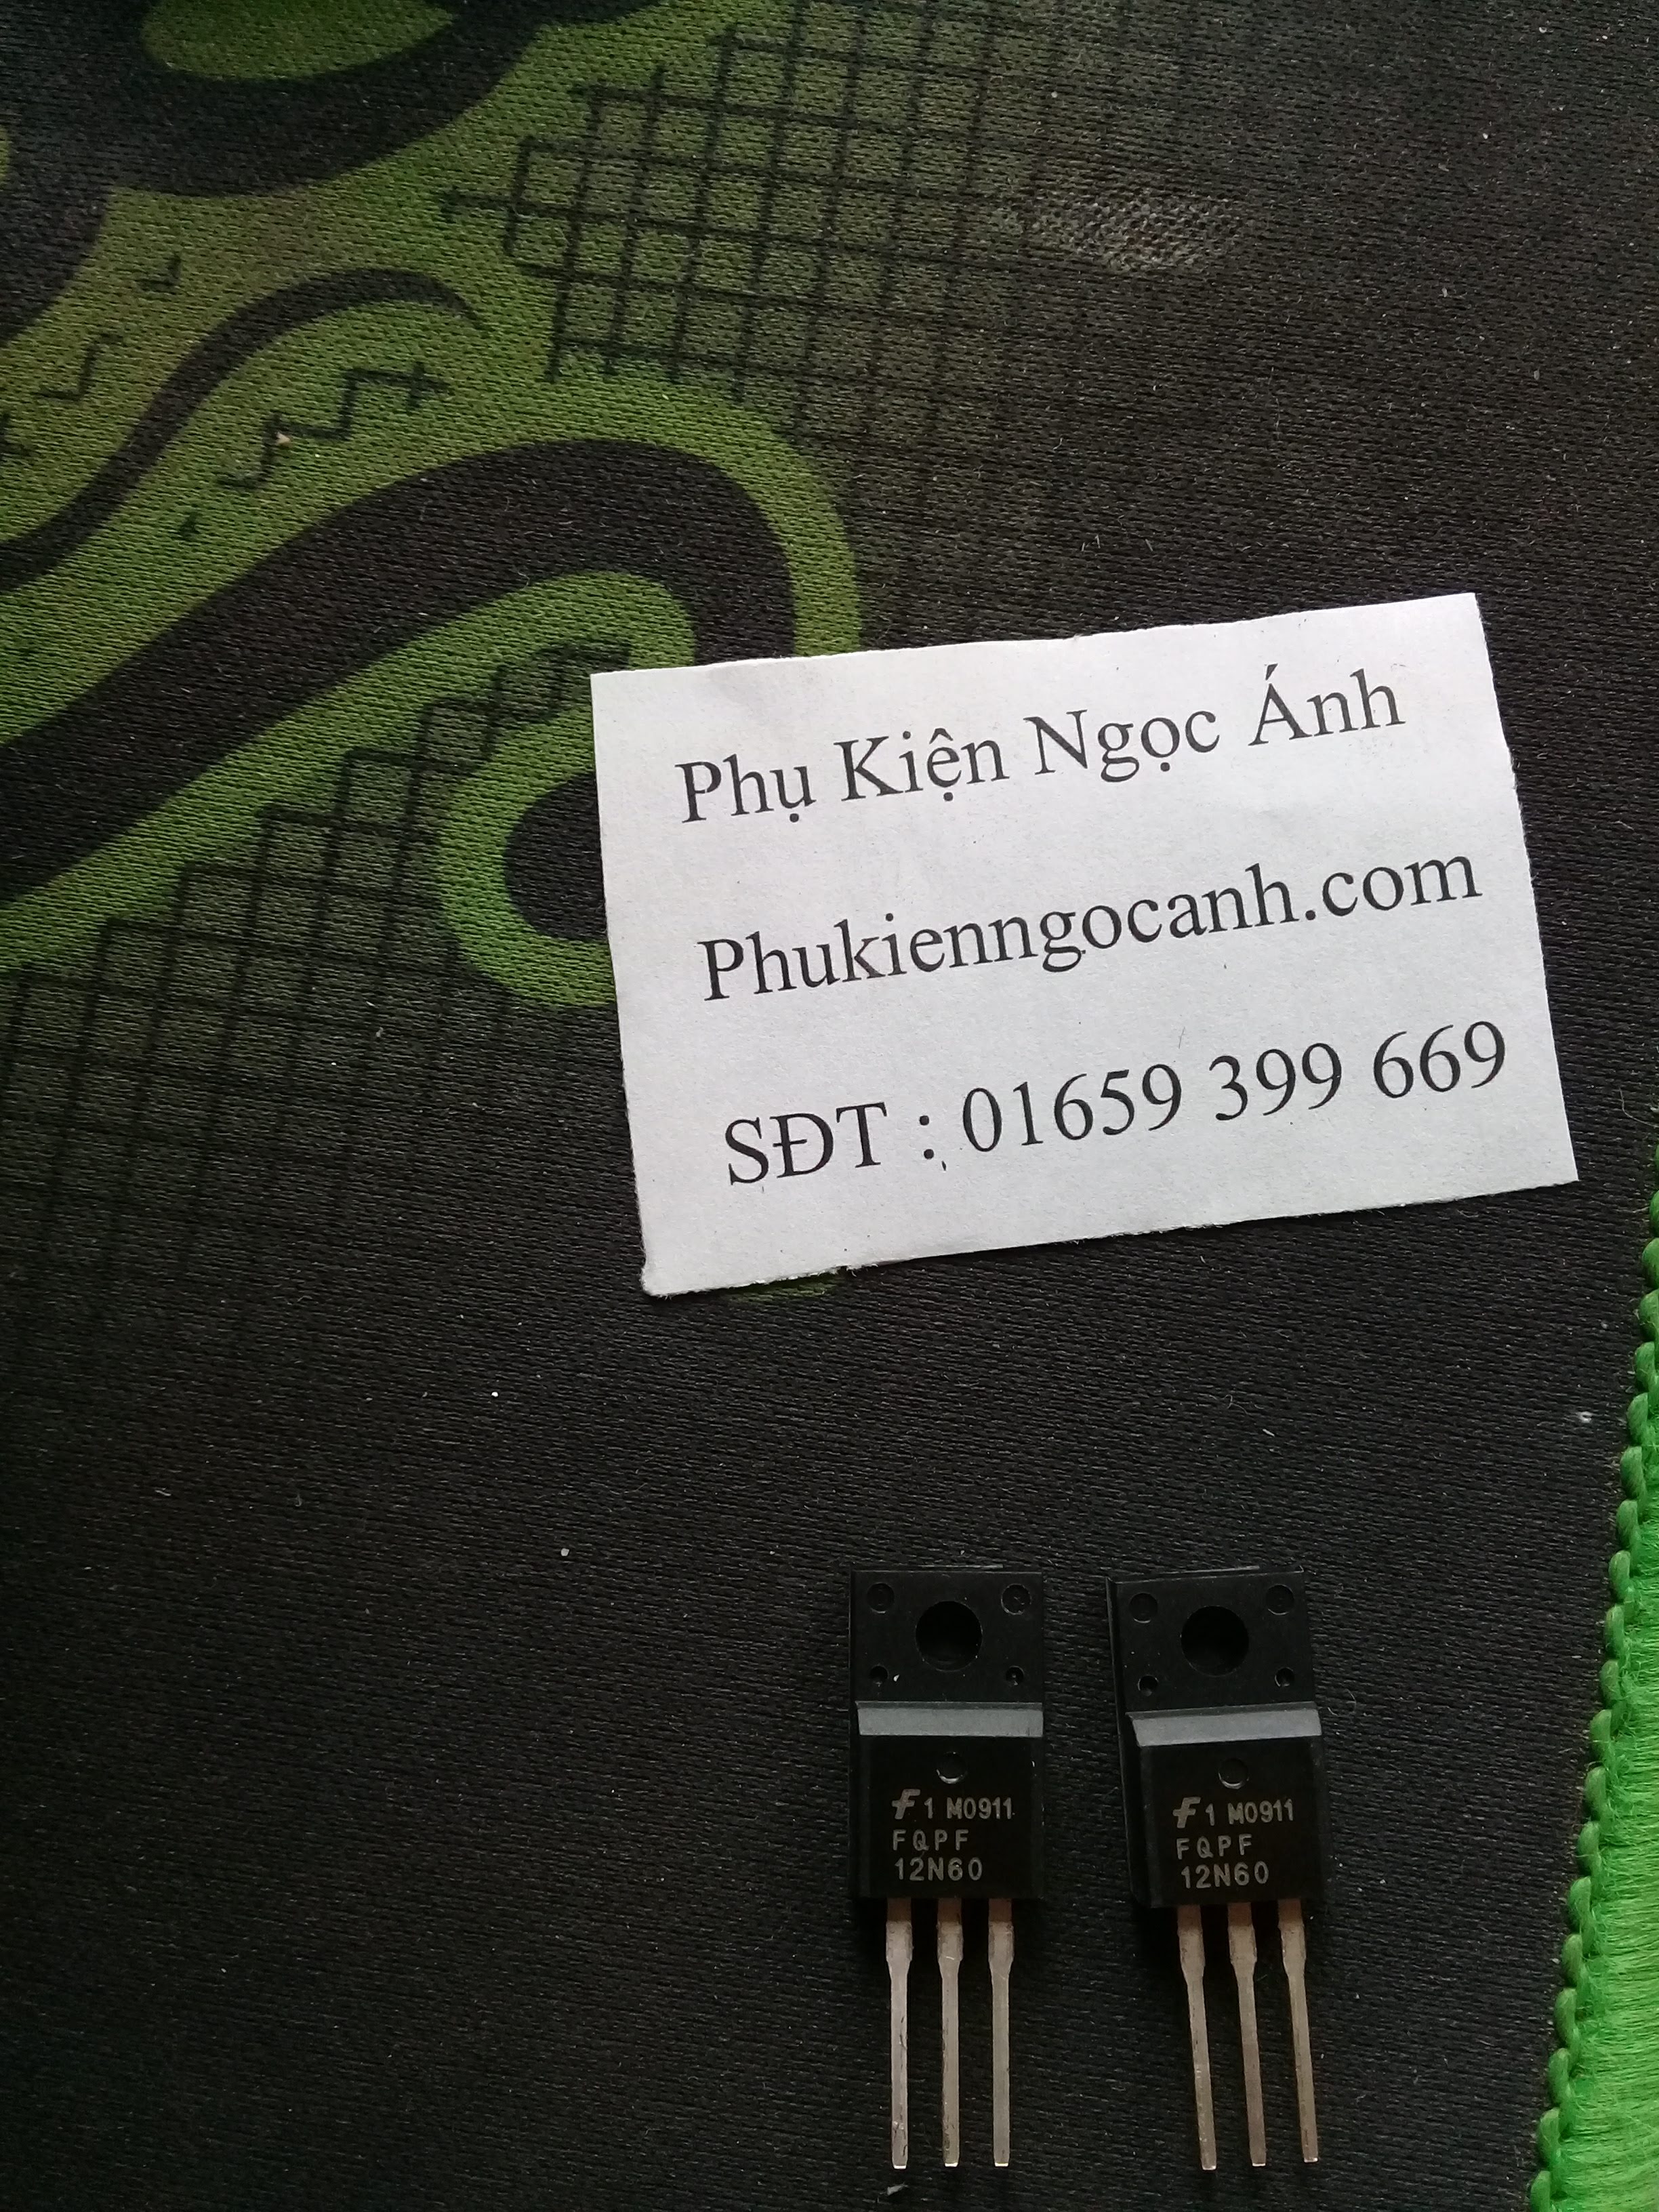 Phụ Kiện Ngọc Ánh
Phukienngocanh.com
SĐT : 01659 399 669
F 1 M0911
FQPF
12N60
F 1 M0911
FQPF
12N60